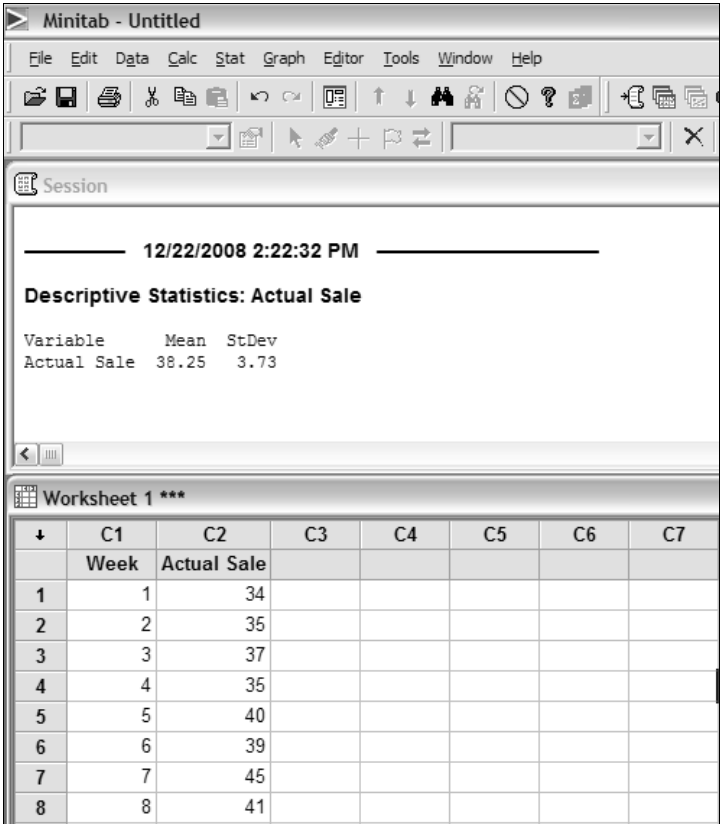 Minitab - Untitled
File Edit Data Calc Stat Graph Editor Tools Window Help
Session
12/22/2008 2:22:32 PM
Descriptive Statistics: Actual Sale
Variable Mean StDev
Actual Sale 38.25 3.73
Worksheet 1 ***
C1 C2 C3 C4 C5 C6 C7
Week Actual Sale
1 1 34
2 2 35
3 3 37
4 4 35
5 5 40
6 6 39
7 7 45
8 8 41